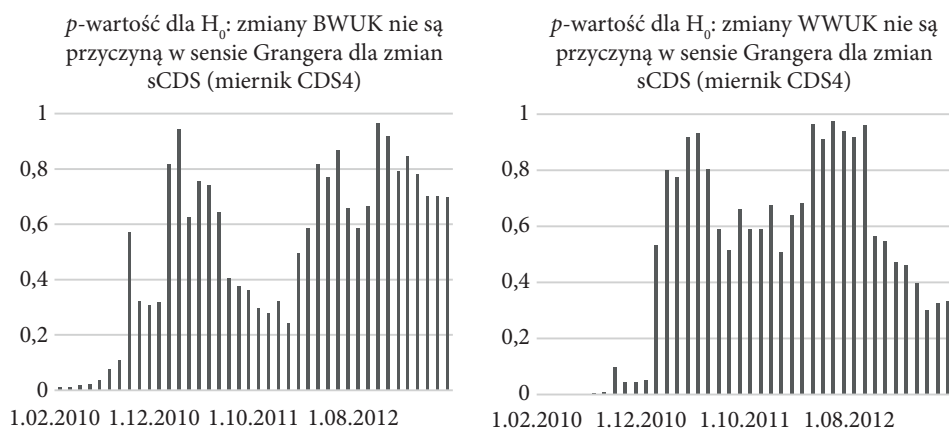 p-wartość dla H₀: zmiany BWUK nie są
przyczyną w sensie Grangera dla zmian
sCDS (miernik CDS4)
1
0,8
0,6
0,4
0,2
0
1.02.2010 1.12.2010 1.10.2011 1.08.2012
p-wartość dla H₀: zmiany WWUK nie są
przyczyną w sensie Grangera dla zmian
sCDS (miernik CDS4)
1
0,8
0,6
0,4
0,2
0
1.02.2010 1.12.2010 1.10.2011 1.08.2012